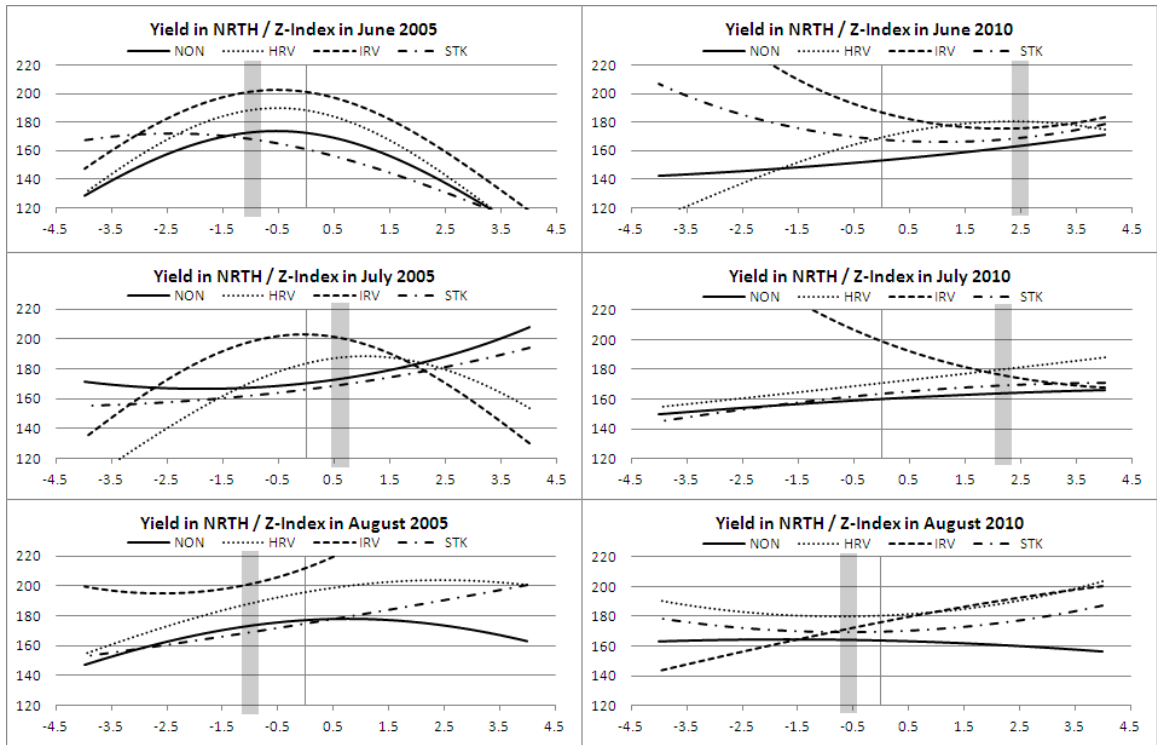 Yield in NRTH / Z-Index in June 2005
NON HRV IRV STK
220
200
180
160
140
120
-4.5 -3.5 -2.5 -1.5 -0.5 0.5 1.5 2.5 3.5 4.5
Yield in NRTH / Z-Index in June 2010
NON HRV IRV STK
220
200
180
160
140
120
-4.5 -3.5 -2.5 -1.5 -0.5 0.5 1.5 2.5 3.5 4.5
Yield in NRTH / Z-Index in July 2005
NON HRV IRV STK
220
200
180
160
140
120
-4.5 -3.5 -2.5 -1.5 -0.5 0.5 1.5 2.5 3.5 4.5
Yield in NRTH / Z-Index in July 2010
NON HRV IRV STK
220
200
180
160
140
120
-4.5 -3.5 -2.5 -1.5 -0.5 0.5 1.5 2.5 3.5 4.5
Yield in NRTH / Z-Index in August 2005
NON HRV IRV STK
220
200
180
160
140
120
-4.5 -3.5 -2.5 -1.5 -0.5 0.5 1.5 2.5 3.5 4.5
Yield in NRTH / Z-Index in August 2010
NON HRV IRV STK
220
200
180
160
140
120
-4.5 -3.5 -2.5 -1.5 -0.5 0.5 1.5 2.5 3.5 4.5